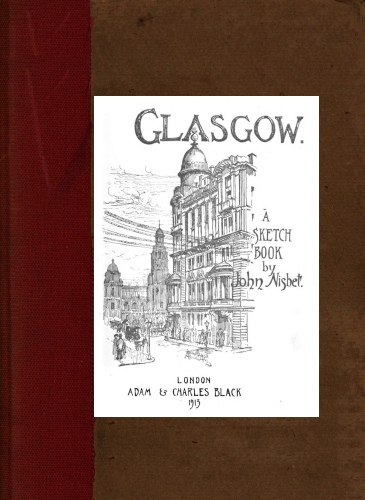 GLASGOW.
A
SKETCH
BOOK
by
John Nisbet.
LONDON
ADAM & CHARLES BLACK
1913